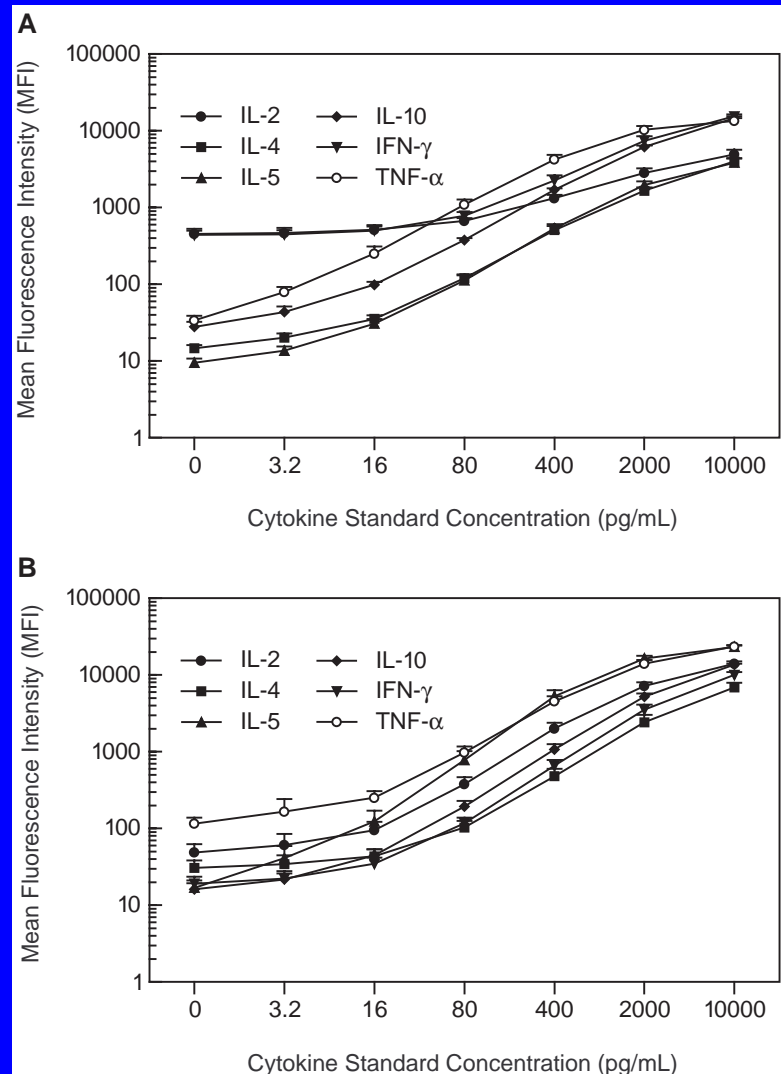 A
Mean Fluorescence Intensity (MFI)
100000
10000
1000
100
10
1
IL-2
IL-4
IL-5
IL-10
IFN-γ
TNF-α
0 3.2 16 80 400 2000 10000
Cytokine Standard Concentration (pg/mL)
B
Mean Fluorescence Intensity (MFI)
100000
10000
1000
100
10
1
IL-2
IL-4
IL-5
IL-10
IFN-γ
TNF-α
0 3.2 16 80 400 2000 10000
Cytokine Standard Concentration (pg/mL)